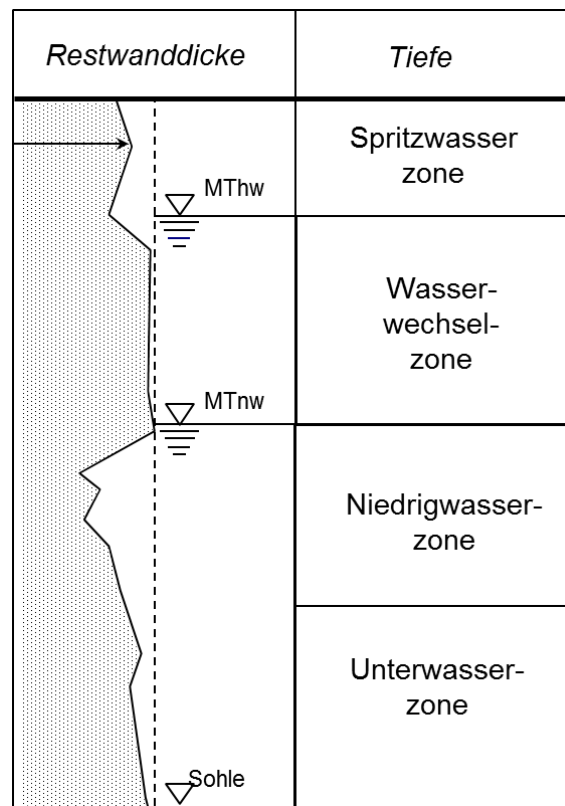 Restwanddicke
Tiefe
Spritzwasser
zone
MThw
Wasser-
wechsel-
zone
MTnw
Niedrigwasser-
zone
Unterwasser-
zone
Sohle